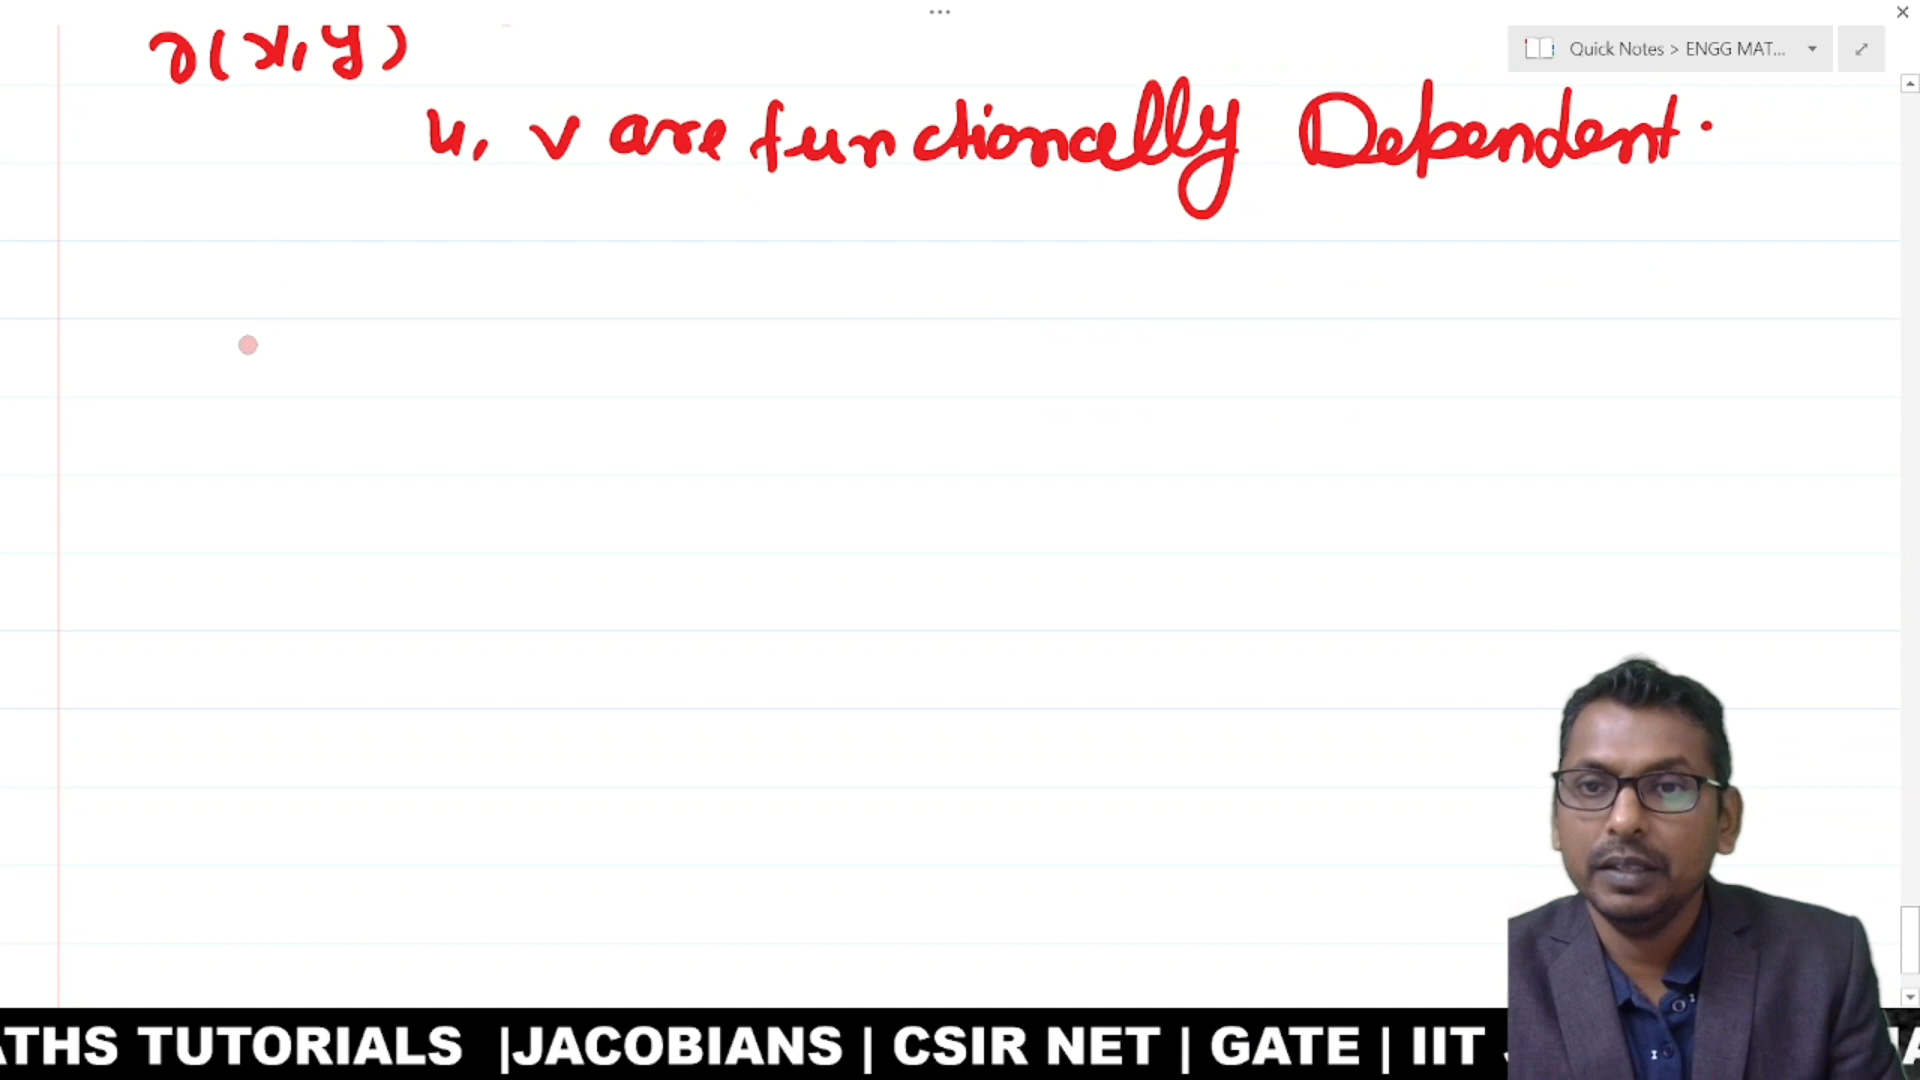 ∂(x,y)
u, v are functionally Dependent.
Quick Notes > ENGG MAT...
ATHS TUTORIALS |JACOBIANS | CSIR NET | GATE | IIT